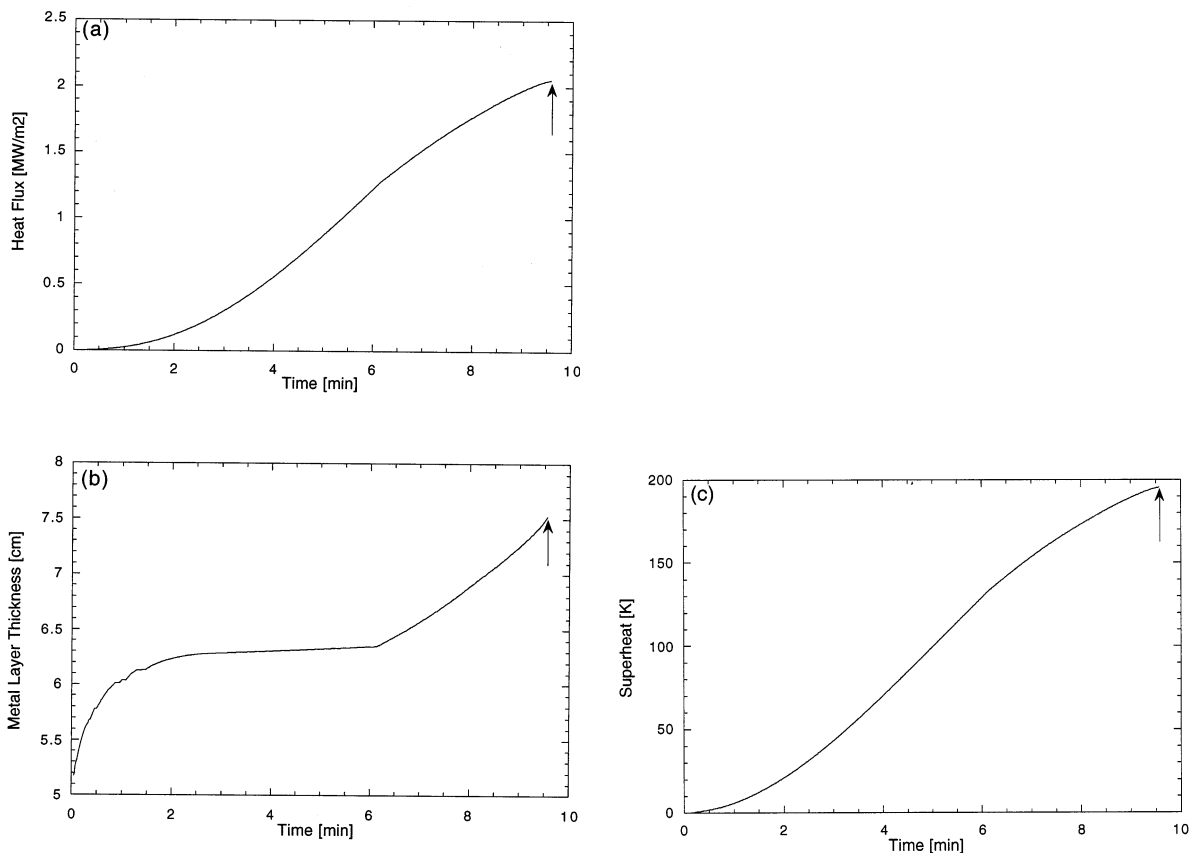 (a)
Heat Flux [MW/m2]
2.5
2
1.5
1
0.5
0
0 2 4 6 8 10
Time [min]
(b)
Metal Layer Thickness [cm]
8
7.5
7
6.5
6
5.5
5
0 2 4 6 8 10
Time [min]
(c)
Superheat [K]
200
150
100
50
0
0 2 4 6 8 10
Time [min]